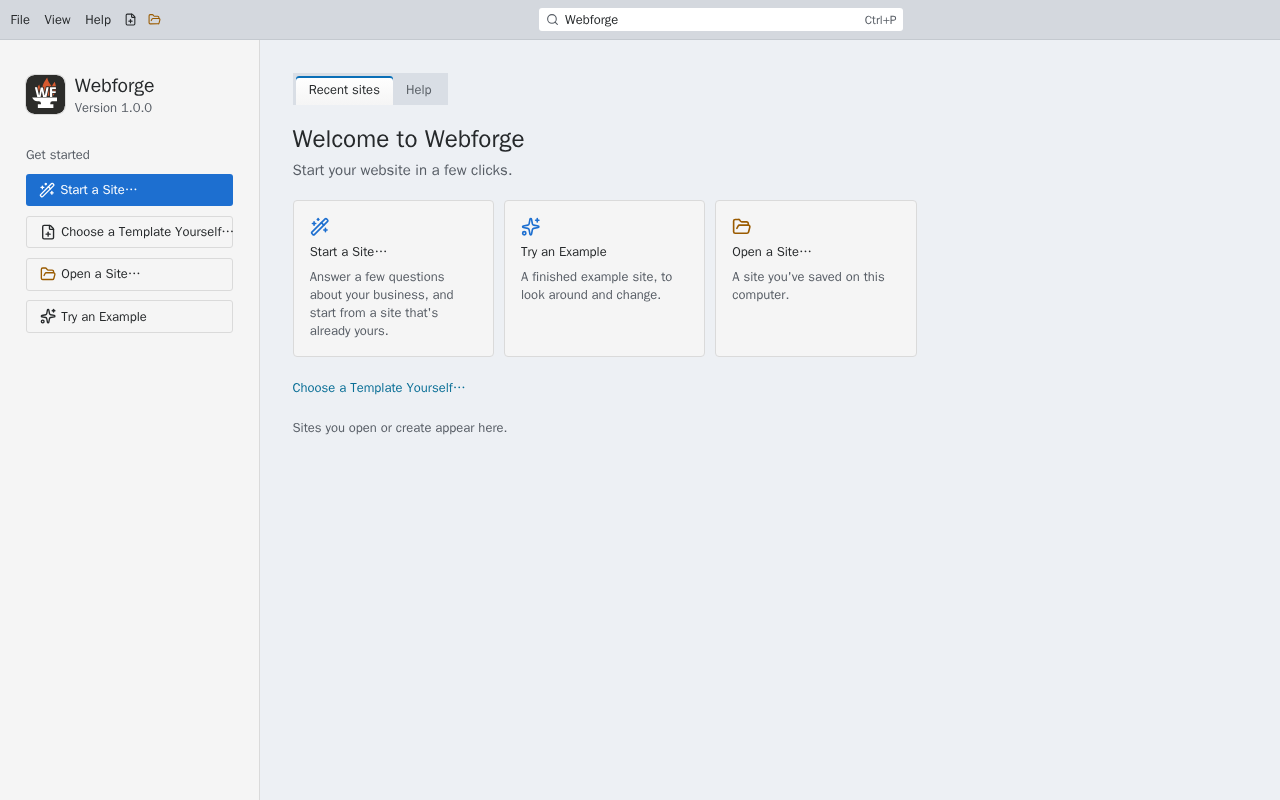 File View Help
Webforge
Ctrl+P
WF
Webforge
Version 1.0.0
Get started
Start a Site⋯
Choose a Template Yourself⋯
Open a Site⋯
Try an Example
Recent sites
Help
Welcome to Webforge
Start your website in a few clicks.
Start a Site⋯
Answer a few questions
about your business, and
start from a site that's
already yours.
Try an Example
A finished example site, to
look around and change.
Open a Site⋯
A site you've saved on this
computer.
Choose a Template Yourself⋯
Sites you open or create appear here.